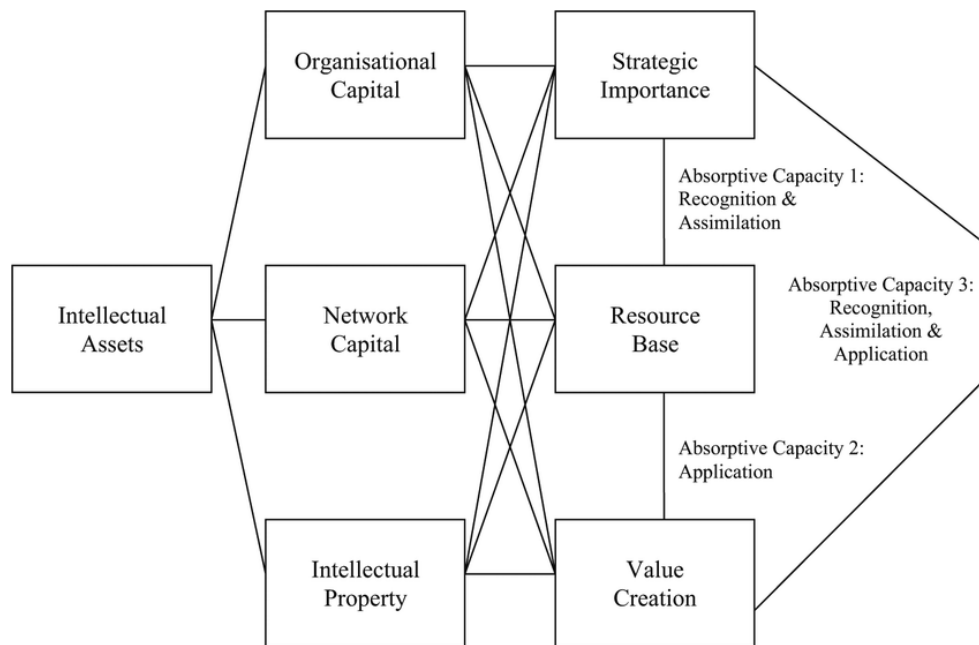 Organisational
Capital
Strategic
Importance
Absorptive Capacity 1:
Recognition &
Assimilation
Intellectual
Assets
Network
Capital
Resource
Base
Absorptive Capacity 3:
Recognition,
Assimilation &
Application
Absorptive Capacity 2:
Application
Intellectual
Property
Value
Creation